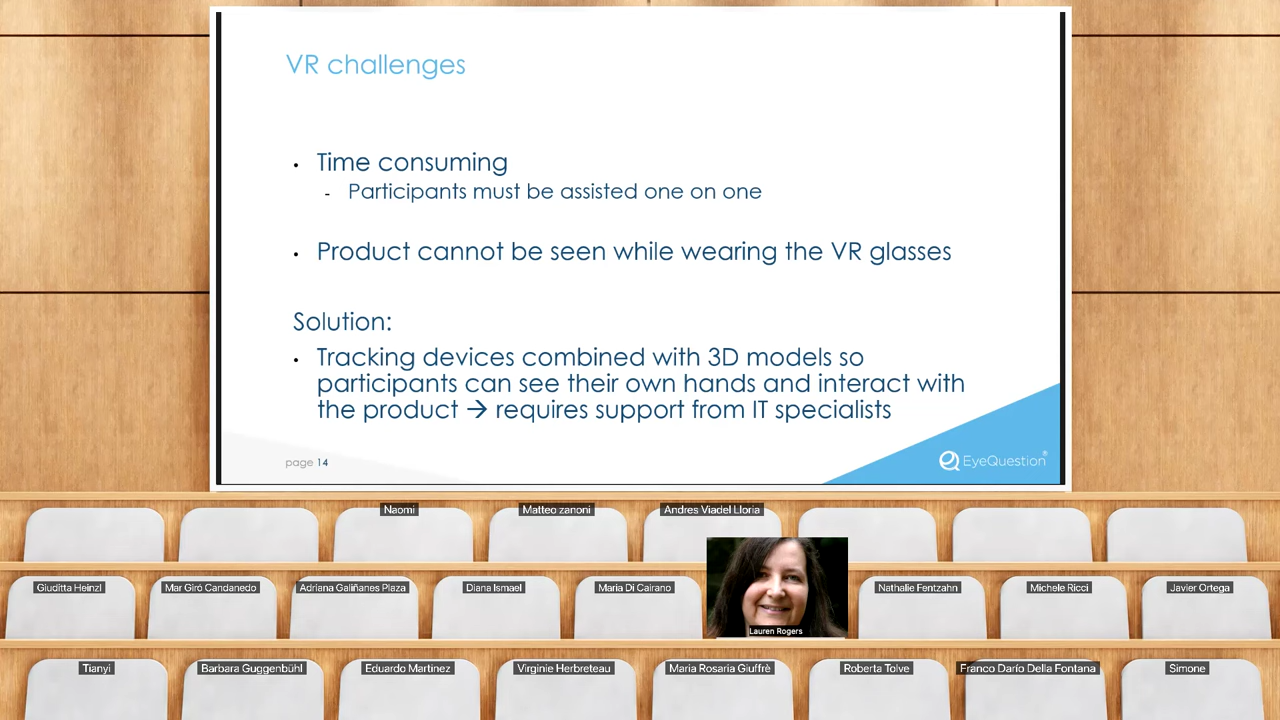 VR challenges
• Time consuming
- Participants must be assisted one on one
• Product cannot be seen while wearing the VR glasses
Solution:
• Tracking devices combined with 3D models so
participants can see their own hands and interact with
the product → requires support from IT specialists
page 14
EyeQuestion®
Naomi
Matteo zanoni
Andres Viadel Lloria
Giuditta Heinzl
Mar Giró Candanedo
Adriana Galiñanes Plaza
Diana Ismael
Maria Di Cairano
Lauren Rogers
Nathalie Fentzahn
Michele Ricci
Javier Ortega
Tianyi
Barbara Guggenbühl
Eduardo Martinez
Virginie Herbreteau
Maria Rosaria Giuffrè
Roberta Tolve
Franco Darío Della Fontana
Simone